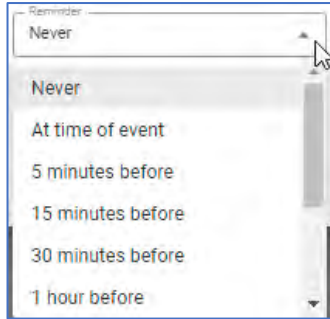 Reminder
Never
Never
At time of event
5 minutes before
15 minutes before
30 minutes before
1 hour before